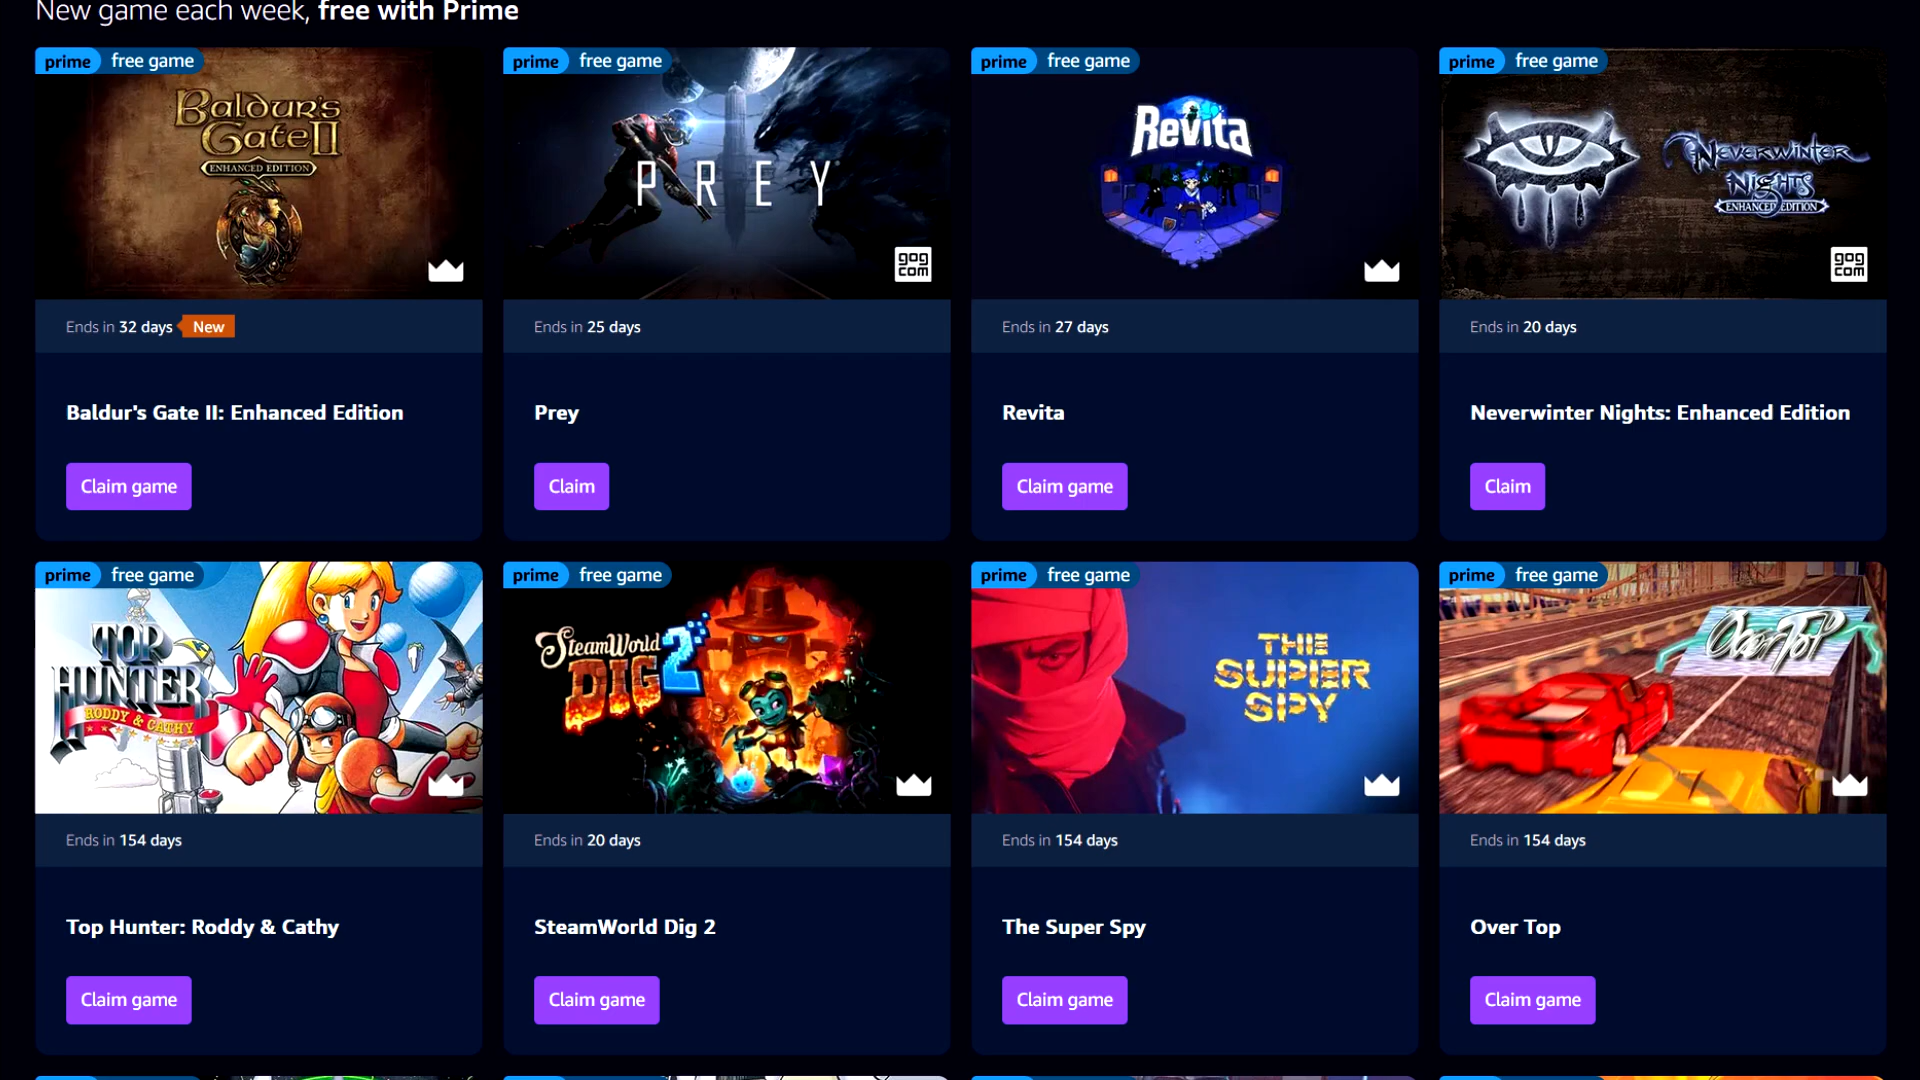 New game each week, free with Prime
prime free game
BALDUR'S
GATE II
ENHANCED EDITION
prime free game
PREY
gog
com
prime free game
Revita
prime free game
NEVERWINTER
NIGHTS
ENHANCED EDITION
gog
com
Ends in 32 days New
Ends in 25 days
Ends in 27 days
Ends in 20 days
Baldur's Gate II: Enhanced Edition
Prey
Revita
Neverwinter Nights: Enhanced Edition
Claim game
Claim
Claim game
Claim
prime free game
TOP
HUNTER
RODDY & CATHY
prime free game
SteamWorld
DIG 2
prime free game
THE
SUPER
SPY
prime free game
OverTop
Ends in 154 days
Ends in 20 days
Ends in 154 days
Ends in 154 days
Top Hunter: Roddy & Cathy
SteamWorld Dig 2
The Super Spy
Over Top
Claim game
Claim game
Claim game
Claim game